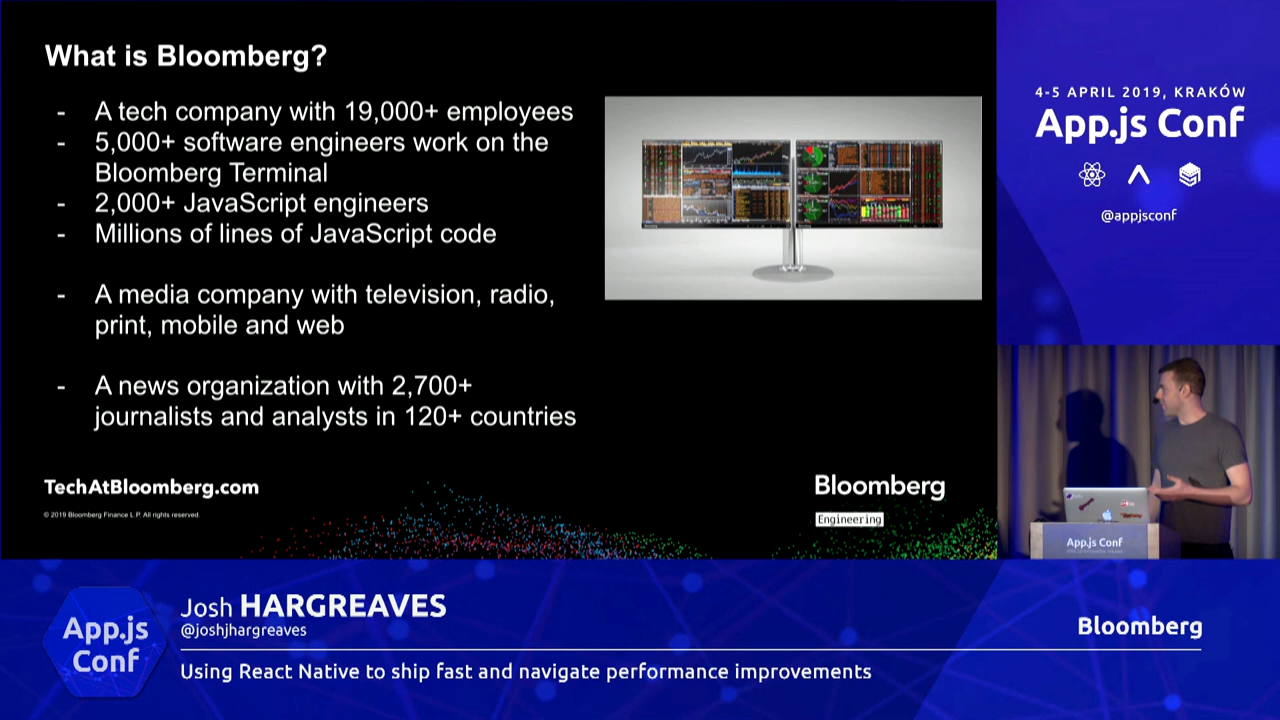 What is Bloomberg?
- A tech company with 19,000+ employees
- 5,000+ software engineers work on the
Bloomberg Terminal
- 2,000+ JavaScript engineers
- Millions of lines of JavaScript code
- A media company with television, radio,
print, mobile and web
- A news organization with 2,700+
journalists and analysts in 120+ countries
TechAtBloomberg.com
© 2019 Bloomberg Finance L.P. All rights reserved.
Bloomberg
Engineering
4-5 APRIL 2019, KRAKÓW
App.js Conf
@appjsconf
App.js Conf
App.js
Conf
Josh HARGREAVES
@joshjhargreaves
Bloomberg
Using React Native to ship fast and navigate performance improvements